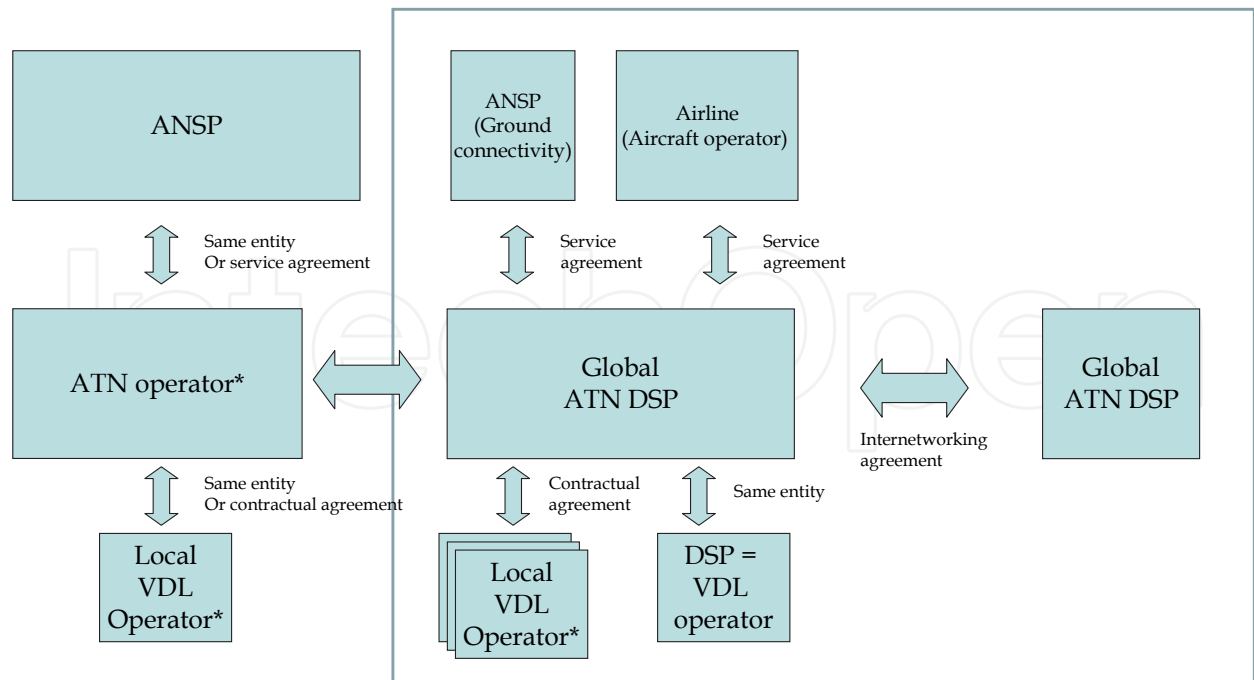 ANSP
ANSP
(Ground
connectivity)
Airline
(Aircraft operator)
Same entity
Or service agreement
Service
agreement
Service
agreement
IntechOpen
ATN operator*
Global
ATN DSP
Internetworking
agreement
Global
ATN DSP
Same entity
Or contractual agreement
Contractual
agreement
Same entity
Local
VDL
Operator*
Local
VDL
Operator*
DSP =
VDL
operator